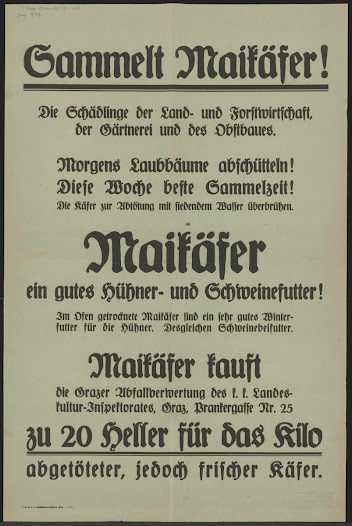 Sammelt Maikäfer!
Die Schädlinge der Land- und Forstwirtschaft,
der Gärtnerei und des Obstbaues.
Morgens Laubbäume abschütteln!
Diese Woche beste Sammelzeit!
Die Käfer zur Abtötung mit siedendem Wasser überbrühen.
Maikäfer
ein gutes Hühner- und Schweinefutter!
Im Ofen getrocknete Maikäfer sind ein sehr gutes Winter-
futter für die Hühner. Desgleichen Schweinebeifutter.
Maikäfer kauft
die Grazer Abfallverwertung des k. k. Landes-
kultur-Inspektorates, Graz, Prankergasse Nr. 25
zu 20 Heller für das Kilo
abgetöteter, jedoch frischer Käfer.